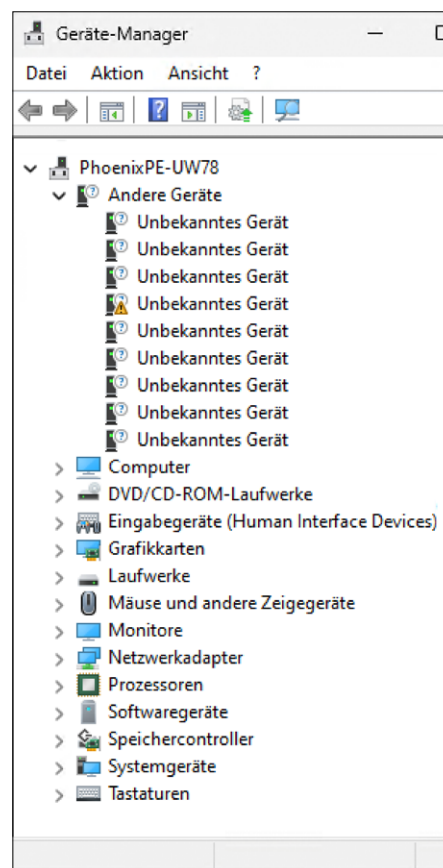 Geräte-Manager
Datei Aktion Ansicht ?
PhoenixPE-UW78
Andere Geräte
Unbekanntes Gerät
Unbekanntes Gerät
Unbekanntes Gerät
Unbekanntes Gerät
Unbekanntes Gerät
Unbekanntes Gerät
Unbekanntes Gerät
Unbekanntes Gerät
Unbekanntes Gerät
Computer
DVD/CD-ROM-Laufwerke
Eingabegeräte (Human Interface Devices)
Grafikkarten
Laufwerke
Mäuse und andere Zeigegeräte
Monitore
Netzwerkadapter
Prozessoren
Softwaregeräte
Speichercontroller
Systemgeräte
Tastaturen